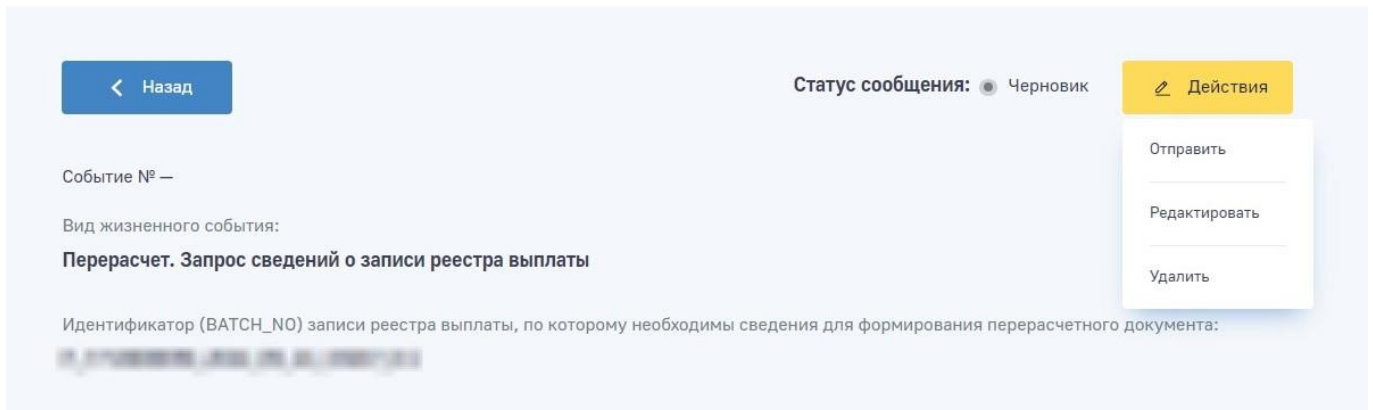 Назад
Статус сообщения: Черновик
Действия
Отправить
Событие № —
Редактировать
Вид жизненного события:
Перерасчет. Запрос сведений о записи реестра выплаты
Удалить
Идентификатор (BATCH_NO) записи реестра выплаты, по которому необходимы сведения для формирования перерасчетного документа: